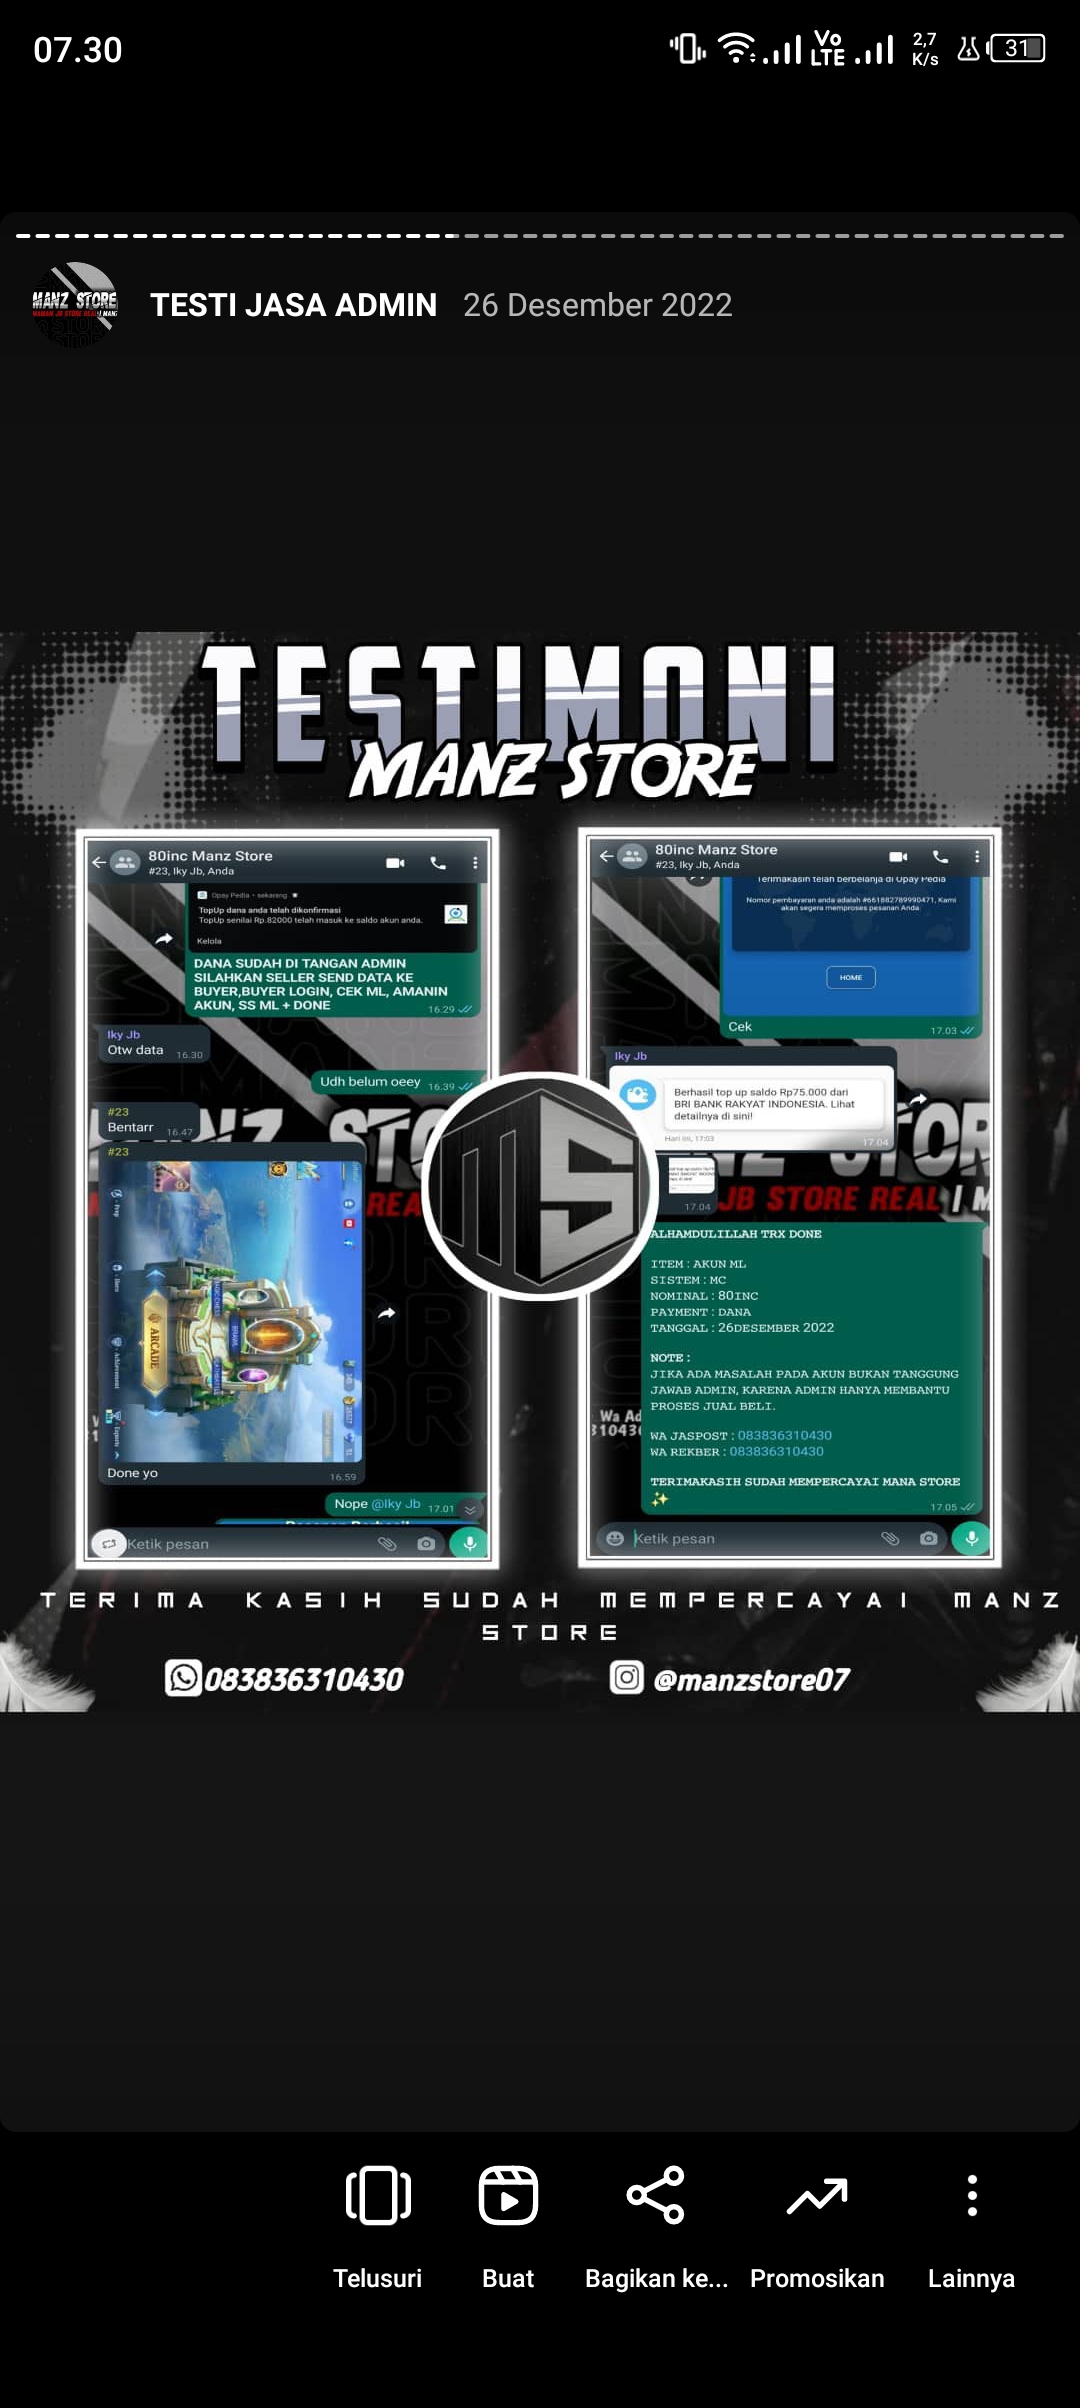 07.30
Vo
LTE
2,7
K/s
31
TESTI JASA ADMIN 26 Desember 2022
TESTIMONI
MANZ STORE
80inc Manz Store
#23, Iky Jb, Anda
Opay Pedia • sekarang
TopUp dana anda telah dikonfirmasi
TopUp senilai Rp.82000 telah masuk ke saldo akun anda.
Kelola
DANA SUDAH DI TANGAN ADMIN
SILAHKAN SELLER SEND DATA KE
BUYER,BUYER LOGIN, CEK ML, AMANIN
AKUN, SS ML + DONE
16.29
Iky Jb
Otw data 16.30
Udh belum oeey 16.39
#23
Bentarr 16.47
#23
ARCADE
Done yo
16.59
Nope @Iky Jb 17.01
Ketik pesan
80inc Manz Store
#23, Iky Jb, Anda
Terimakasih telah berbelanja di Opay Pedia
Nomor pembayaran anda adalah #661882789990471, Kami
akan segera memproses pesanan Anda.
HOME
Cek 17.03
Iky Jb
Berhasil top up saldo Rp75.000 dari
BRI BANK RAKYAT INDONESIA. Lihat
detailnya di sini!
Hari ini, 17:03
17.04
17.04
JB STORE REAL | M
ALHAMDULILLAH TRX DONE
ITEM : AKUN ML
SISTEM : MC
NOMINAL : 80INC
PAYMENT : DANA
TANGGAL : 26DESEMBER 2022
NOTE :
JIKA ADA MASALAH PADA AKUN BUKAN TANGGUNG
JAWAB ADMIN, KARENA ADMIN HANYA MEMBANTU
PROSES JUAL BELI.
WA JASPOST : 083836310430
WA REKBER : 083836310430
TERIMAKASIH SUDAH MEMPERCAYAI MANA STORE
✨
17.05
Ketik pesan
MS
TERIMA KASIH SUDAH MEMPERCAYAI MANZ
STORE
083836310430
@manzstore07
Telusuri Buat Bagikan ke... Promosikan Lainnya